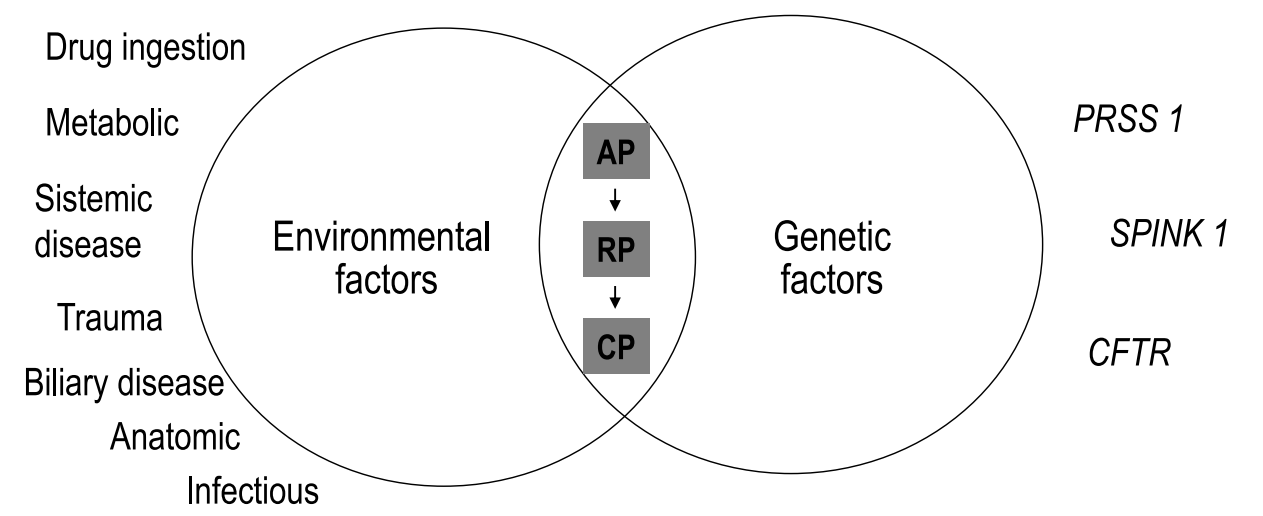 Drug ingestion
Metabolic
Sistemic
disease
Trauma
Biliary disease
Anatomic
Infectious
Environmental
factors
AP
RP
CP
Genetic
factors
PRSS 1
SPINK 1
CFTR